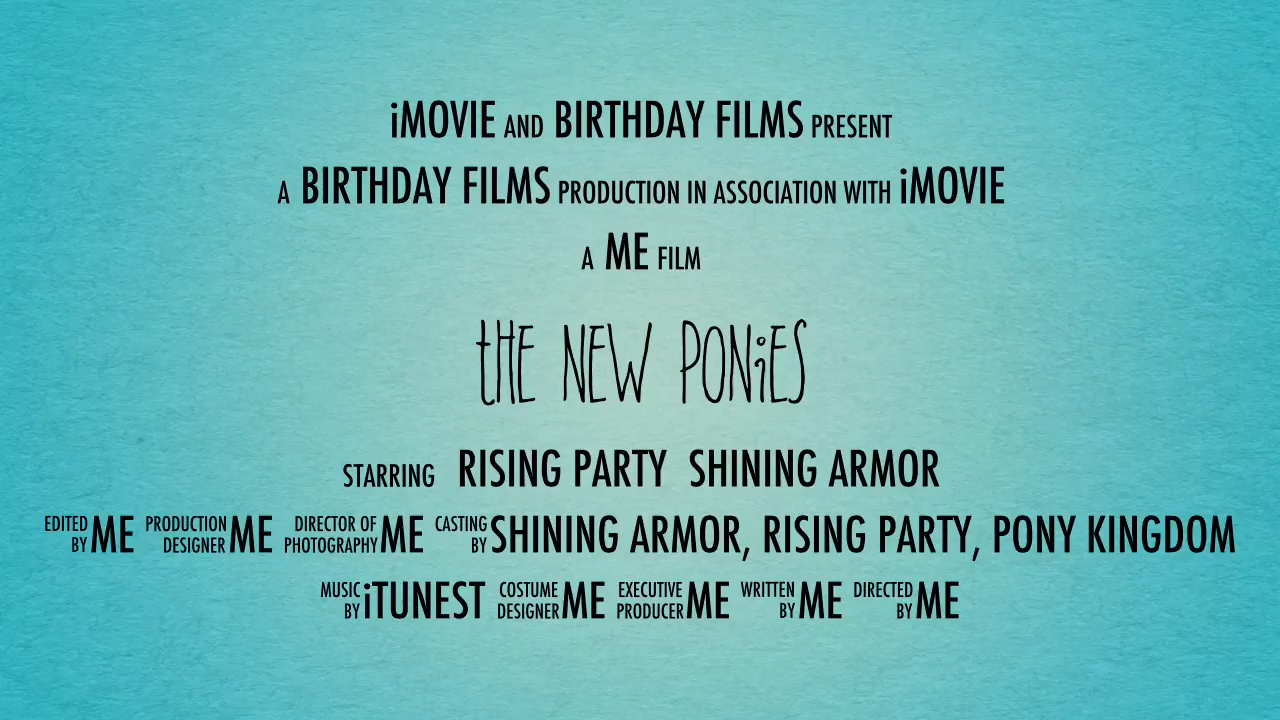 iMOVIE AND BIRTHDAY FILMS PRESENT
A BIRTHDAY FILMS PRODUCTION IN ASSOCIATION WITH iMOVIE
A ME FILM
tHE NEW PONiES
STARRING RISING PARTY SHINING ARMOR
EDITED BY ME PRODUCTION DESIGNER ME DIRECTOR OF PHOTOGRAPHY ME CASTING BY SHINING ARMOR, RISING PARTY, PONY KINGDOM
MUSIC BY iTUNEST COSTUME DESIGNER ME EXECUTIVE PRODUCER ME WRITTEN BY ME DIRECTED BY ME